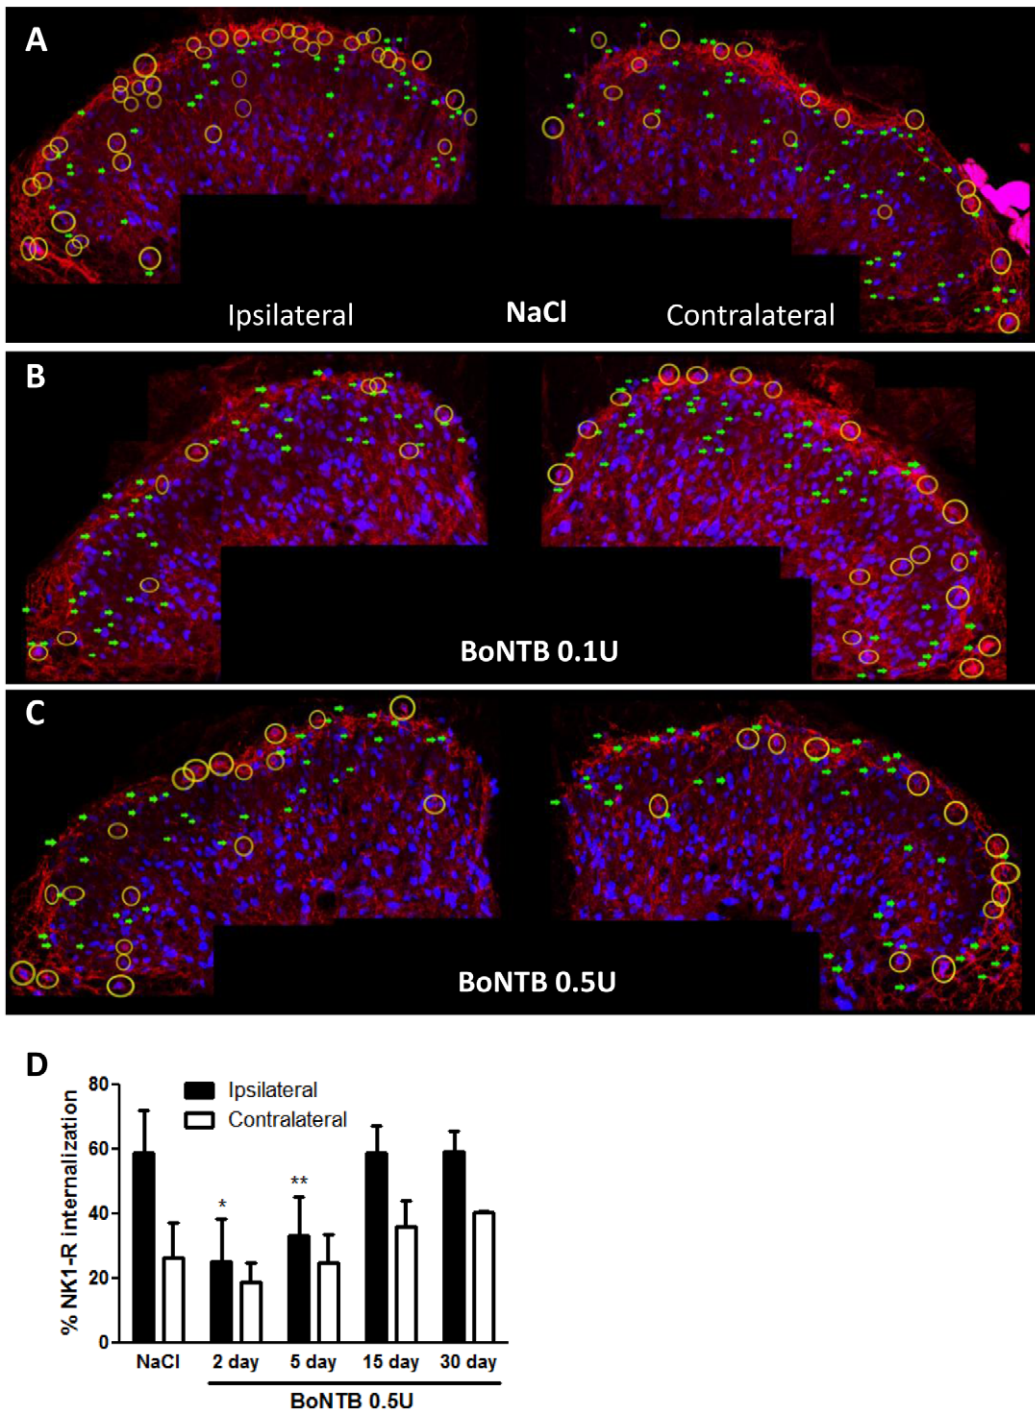 A
Ipsilateral NaCl Contralateral
B
BoNTB 0.1U
C
BoNTB 0.5U
D
80
60
40
20
0
% NK1-R internalization
Ipsilateral
Contralateral
*
**
NaCl 2 day 5 day 15 day 30 day
BoNTB 0.5U